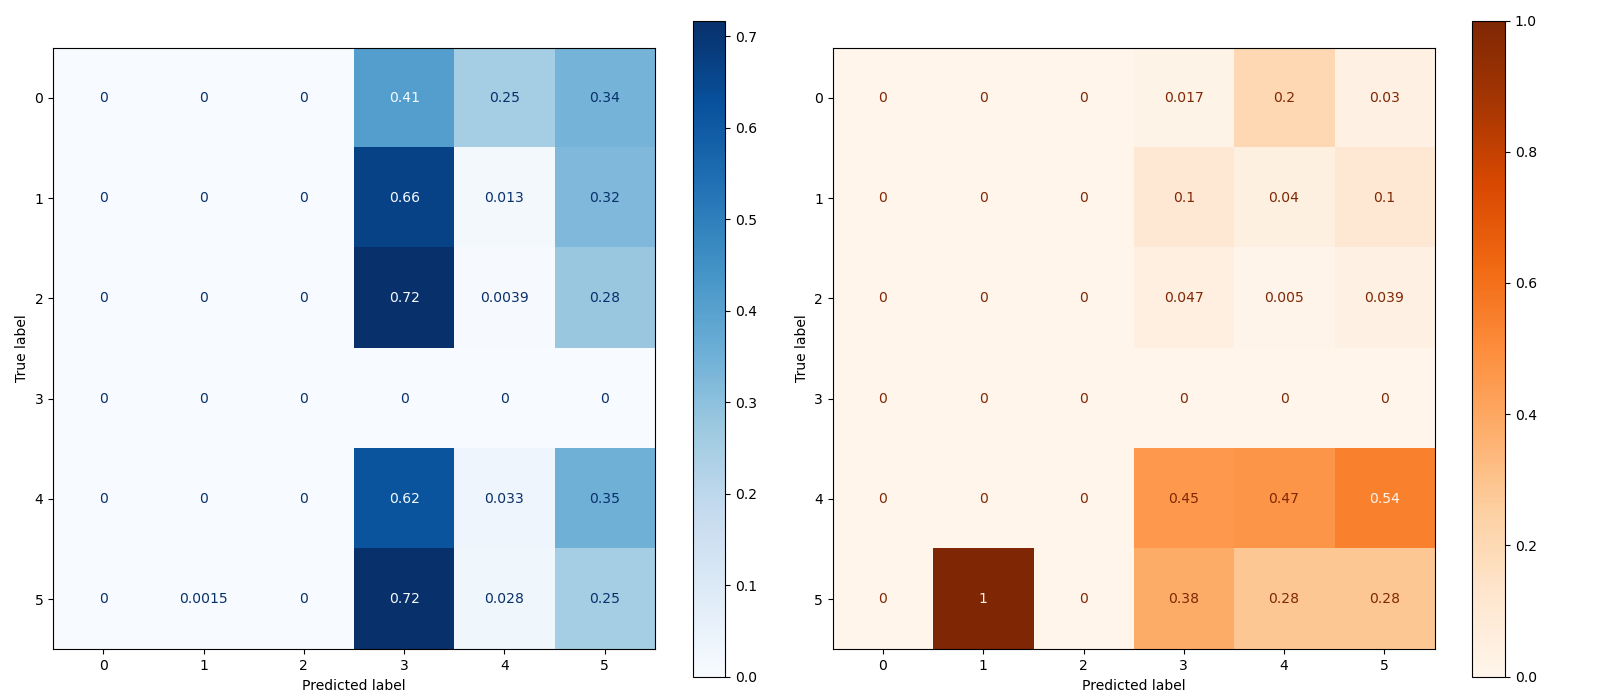 0 0 0 0 0.41 0.25 0.34
1 0 0 0 0.66 0.013 0.32
2 0 0 0 0.72 0.0039 0.28
3 0 0 0 0 0 0
4 0 0 0 0.62 0.033 0.35
5 0 0.0015 0 0.72 0.028 0.25
0 1 2 3 4 5
Predicted label
True label
0.7
0.6
0.5
0.4
0.3
0.2
0.1
0.0
0 0 0 0 0.017 0.2 0.03
1 0 0 0 0.1 0.04 0.1
2 0 0 0 0.047 0.005 0.039
3 0 0 0 0 0 0
4 0 0 0 0.45 0.47 0.54
5 0 1 0 0.38 0.28 0.28
0 1 2 3 4 5
Predicted label
True label
1.0
0.8
0.6
0.4
0.2
0.0